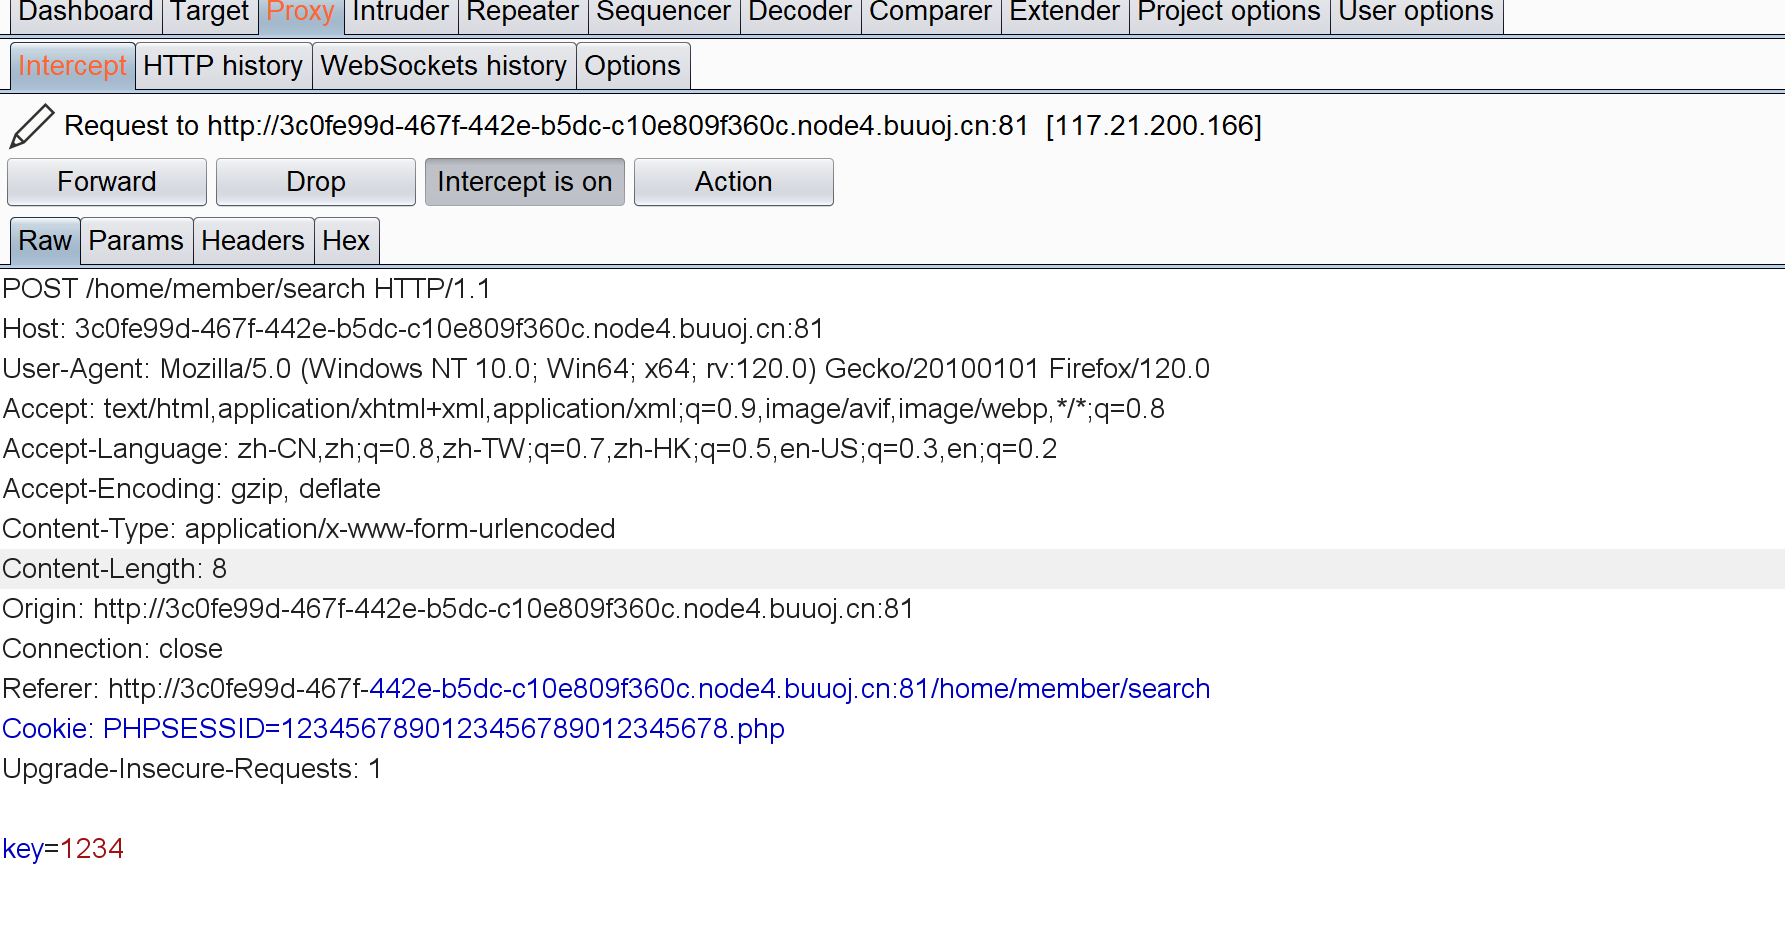 Dashboard Target Proxy Intruder Repeater Sequencer Decoder Comparer Extender Project options User options
Intercept HTTP history WebSockets history Options
Request to http://3c0fe99d-467f-442e-b5dc-c10e809f360c.node4.buuoj.cn:81 [117.21.200.166]
Forward Drop Intercept is on Action
Raw Params Headers Hex
POST /home/member/search HTTP/1.1
Host: 3c0fe99d-467f-442e-b5dc-c10e809f360c.node4.buuoj.cn:81
User-Agent: Mozilla/5.0 (Windows NT 10.0; Win64; x64; rv:120.0) Gecko/20100101 Firefox/120.0
Accept: text/html,application/xhtml+xml,application/xml;q=0.9,image/avif,image/webp,*/*;q=0.8
Accept-Language: zh-CN,zh;q=0.8,zh-TW;q=0.7,zh-HK;q=0.5,en-US;q=0.3,en;q=0.2
Accept-Encoding: gzip, deflate
Content-Type: application/x-www-form-urlencoded
Content-Length: 8
Origin: http://3c0fe99d-467f-442e-b5dc-c10e809f360c.node4.buuoj.cn:81
Connection: close
Referer: http://3c0fe99d-467f-442e-b5dc-c10e809f360c.node4.buuoj.cn:81/home/member/search
Cookie: PHPSESSID=1234567890123456789012345678.php
Upgrade-Insecure-Requests: 1
key=1234